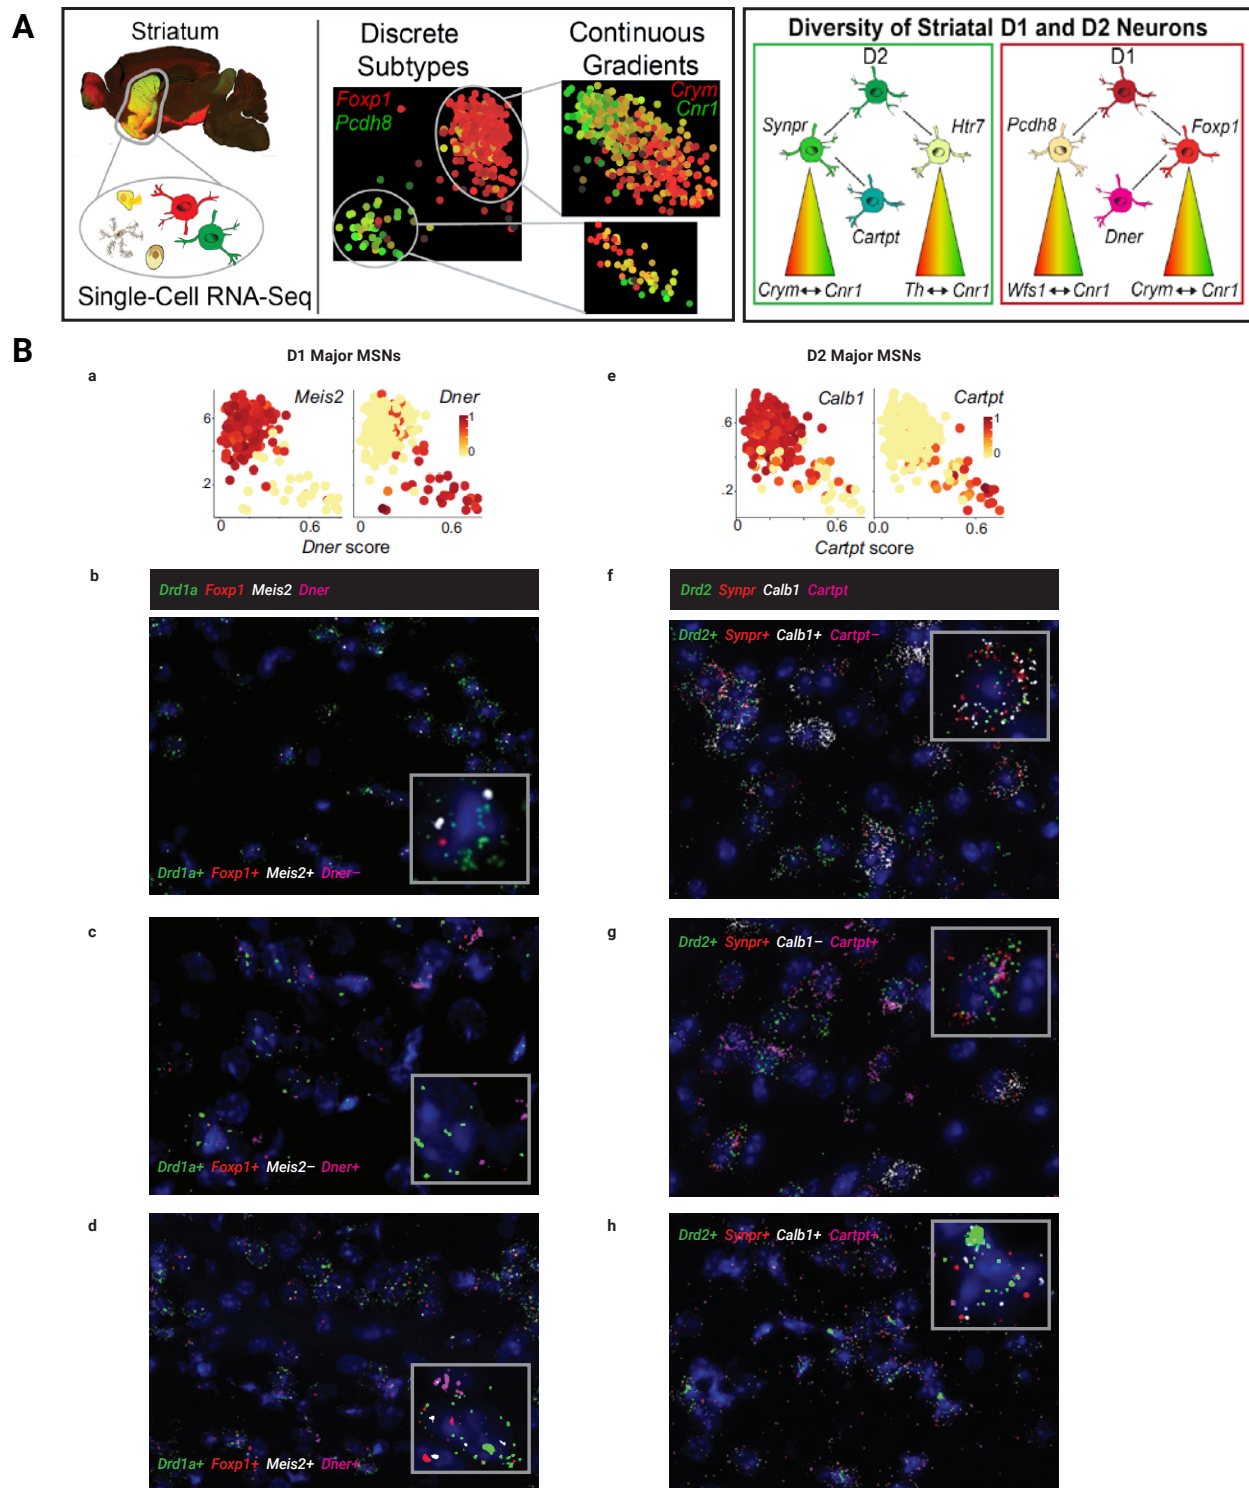 A
Striatum
Single-Cell RNA-Seq
Discrete
Subtypes
Continuous
Gradients
Foxp1
Pcdh8
Crym
Cnr1
Diversity of Striatal D1 and D2 Neurons
D2
Synpr
Htr7
Cartpt
Crym↔Cnr1
Th↔Cnr1
D1
Pcdh8
Foxp1
Dner
Wfs1↔Cnr1
Crym↔Cnr1
B
D1 Major MSNs
a
Meis2
Dner
6
.2
0
0.6
0
0.6
1
0
Dner score
b
Drd1a Foxp1 Meis2 Dner
Drd1a+ Foxp1+ Meis2+ Dner−
c
Drd1a+ Foxp1+ Meis2− Dner+
d
Drd1a+ Foxp1+ Meis2+ Dner+
D2 Major MSNs
e
Calb1
Cartpt
.6
.2
0
0.6
0.0
0.6
1
0
Cartpt score
f
Drd2 Synpr Calb1 Cartpt
Drd2+ Synpr+ Calb1+ Cartpt−
g
Drd2+ Synpr+ Calb1− Cartpt+
h
Drd2+ Synpr+ Calb1+ Cartpt+